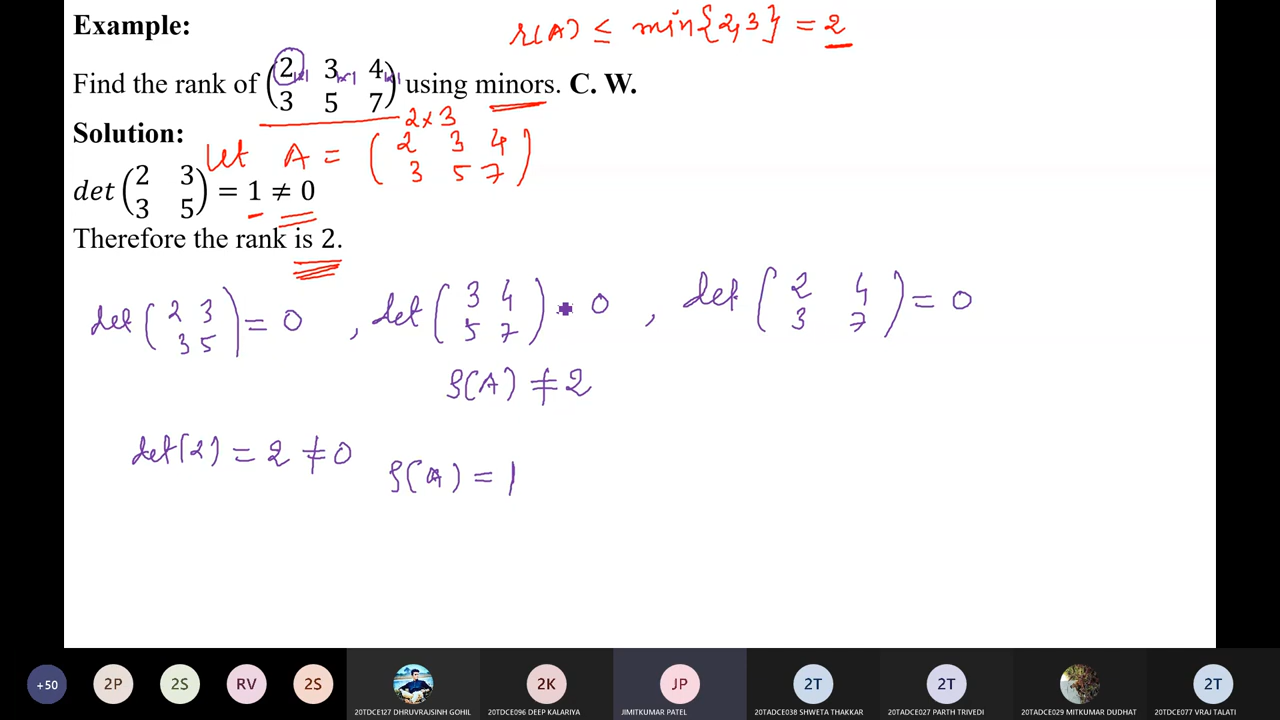 Example:
r(A) ≤ min{2,3} = 2
Find the rank of (2 3 4 / 3 5 7) using minors. C. W.
2×3
Solution:
Let A = (2 3 4 / 3 5 7)
det (2 3 / 3 5) = 1 ≠ 0
Therefore the rank is 2.
det (2 3 / 3 5) = 0 , det (3 4 / 5 7) 0 , det (2 4 / 3 7) = 0
ρ(A) ≠ 2
det(2) = 2 ≠ 0
ρ(A) = 1
+50 2P 2S RV 2S 2K JP 2T 2T 2T
20TDCE127 DHRUVRAJSINH GOHIL 20TDCE096 DEEP KALARIYA JIMITKUMAR PATEL 20TADCE038 SHWETA THAKKAR 20TADCE027 PARTH TRIVEDI 20TADCE029 MITKUMAR DUDHAT 20TDCE077 VRAJ TALATI